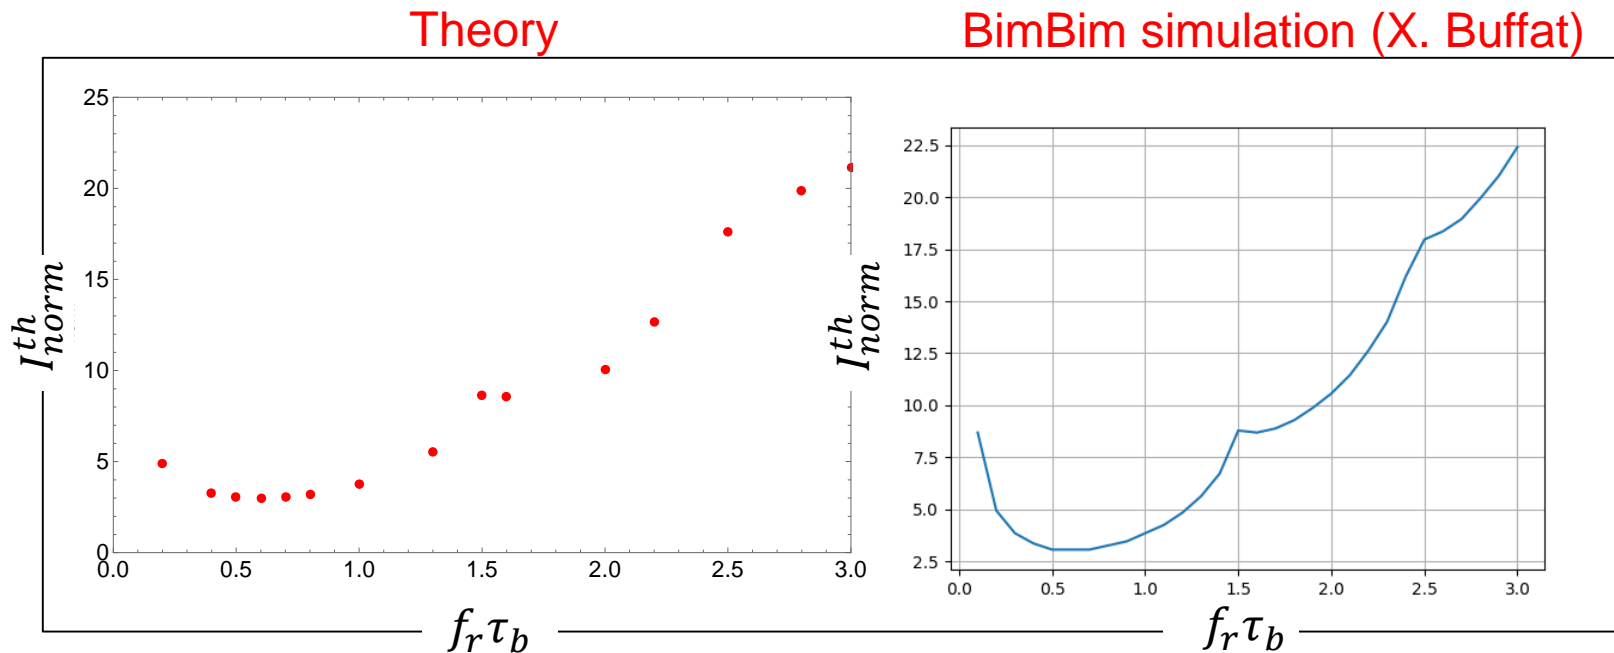 Theory
BimBim simulation (X. Buffat)
25
20
15
10
5
0
0.0 0.5 1.0 1.5 2.0 2.5 3.0
I^{th}_{norm}
f_r τ_b
22.5
20.0
17.5
15.0
12.5
10.0
7.5
5.0
2.5
0.0 0.5 1.0 1.5 2.0 2.5 3.0
I^{th}_{norm}
f_r τ_b